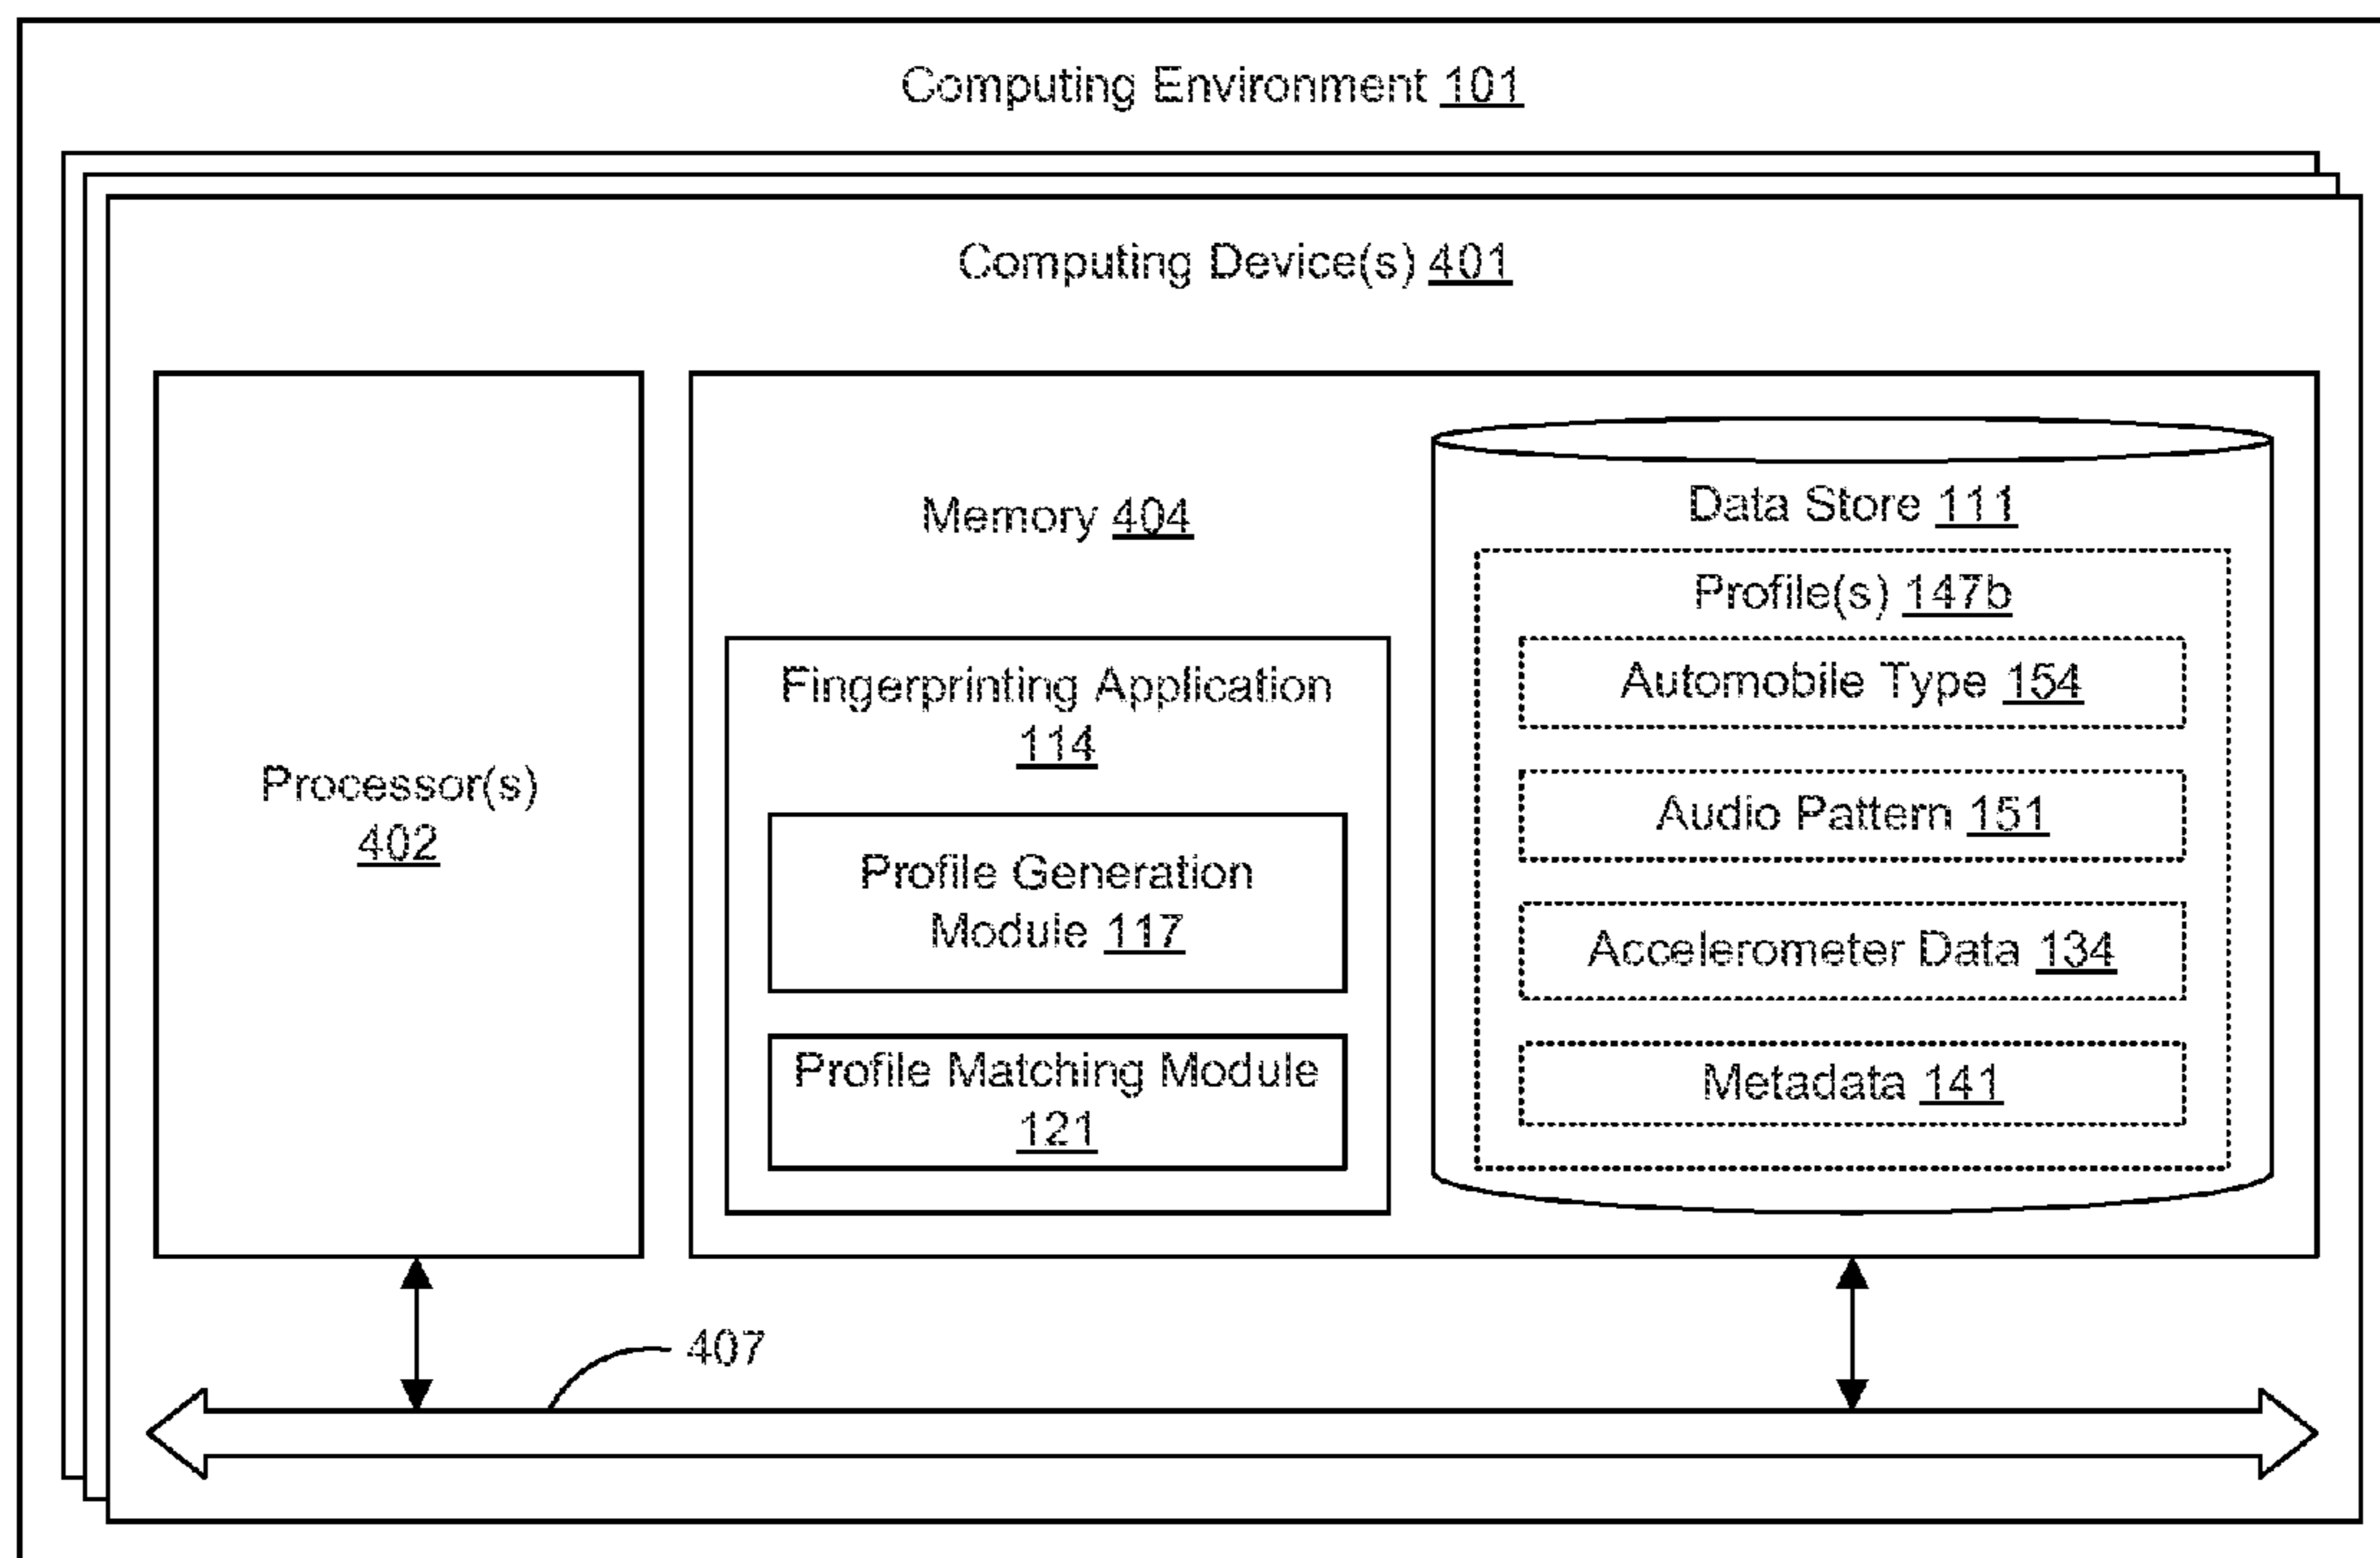 Computing Environment 101
Computing Device(s) 401
Processor(s)
402
Memory 404
Fingerprinting Application
114
Profile Generation
Module 117
Profile Matching Module
121
Data Store 111
Profile(s) 147b
Automobile Type 154
Audio Pattern 151
Accelerometer Data 134
Metadata 141
407